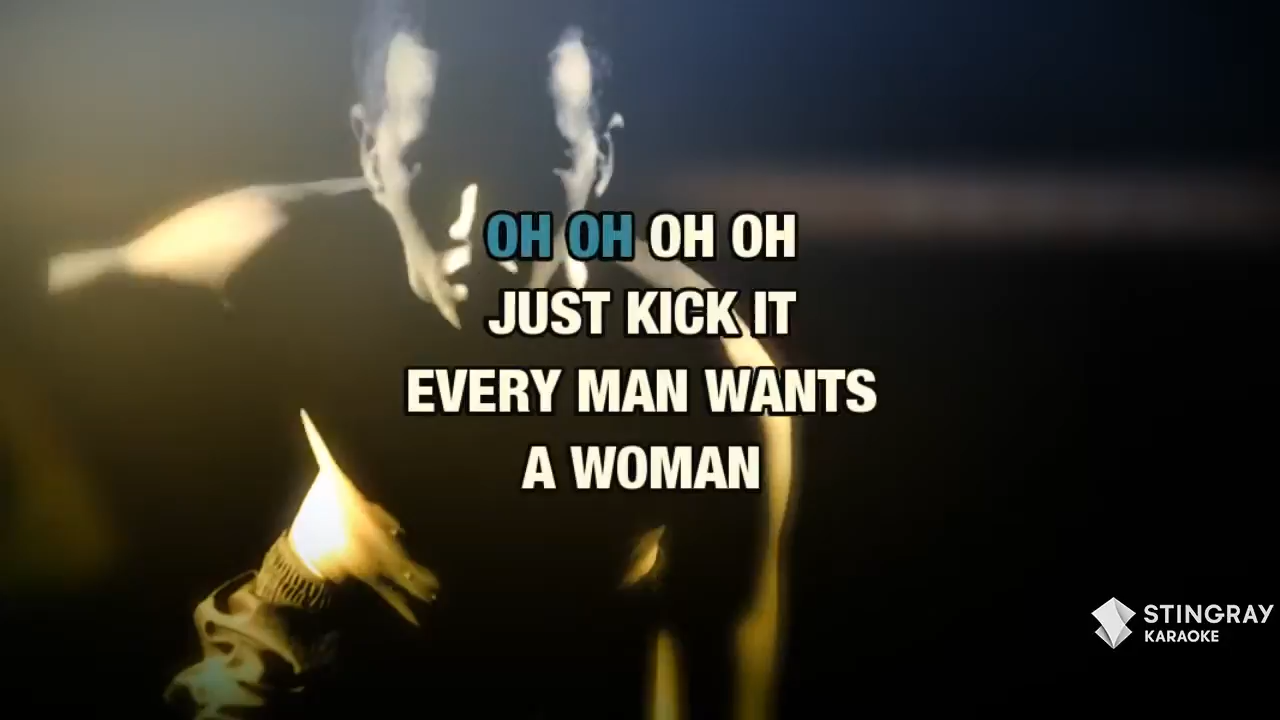 OH OH OH OH
JUST KICK IT
EVERY MAN WANTS
A WOMAN
STINGRAY
KARAOKE